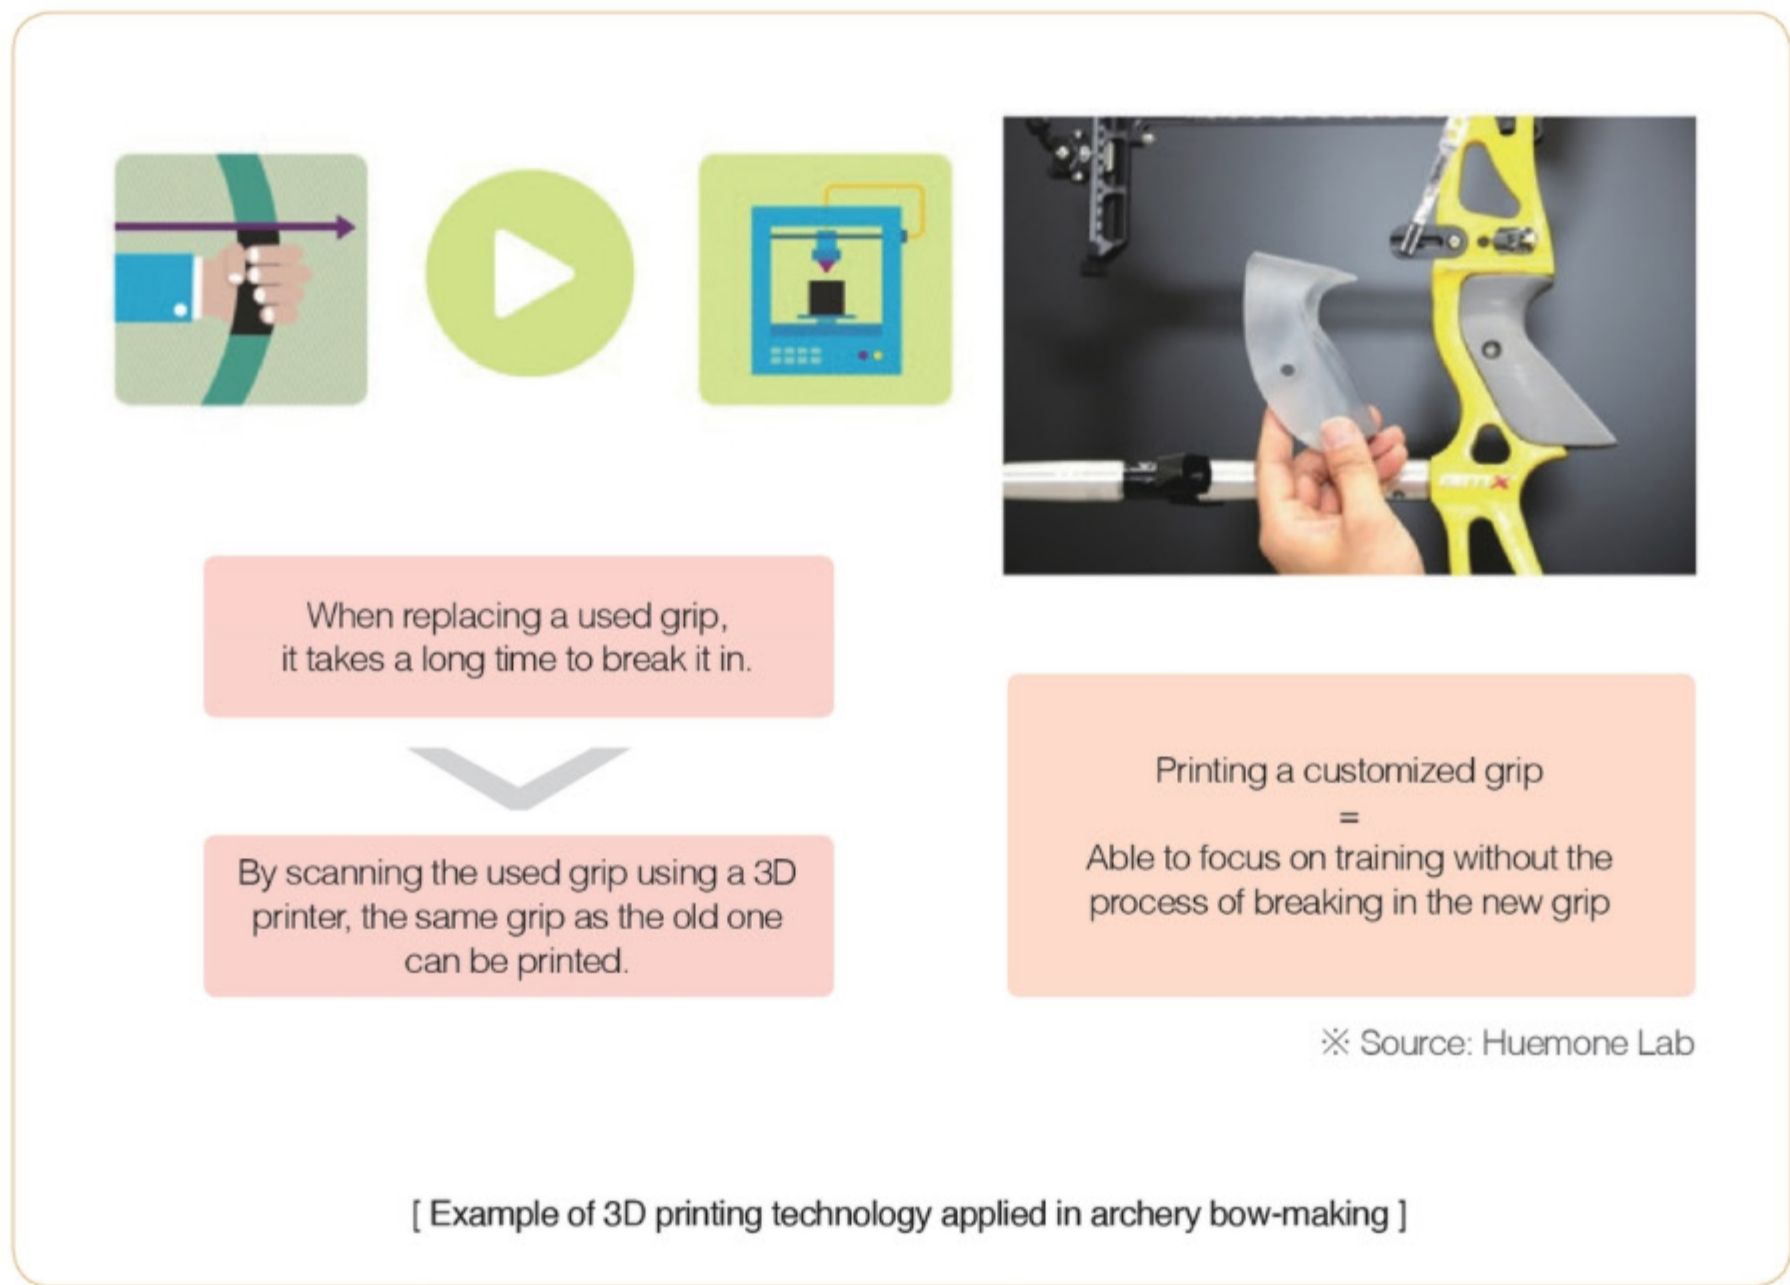 When replacing a used grip,
it takes a long time to break it in.
By scanning the used grip using a 3D
printer, the same grip as the old one
can be printed.
Printing a customized grip
=
Able to focus on training without the
process of breaking in the new grip
※ Source: Huemone Lab
[ Example of 3D printing technology applied in archery bow-making ]